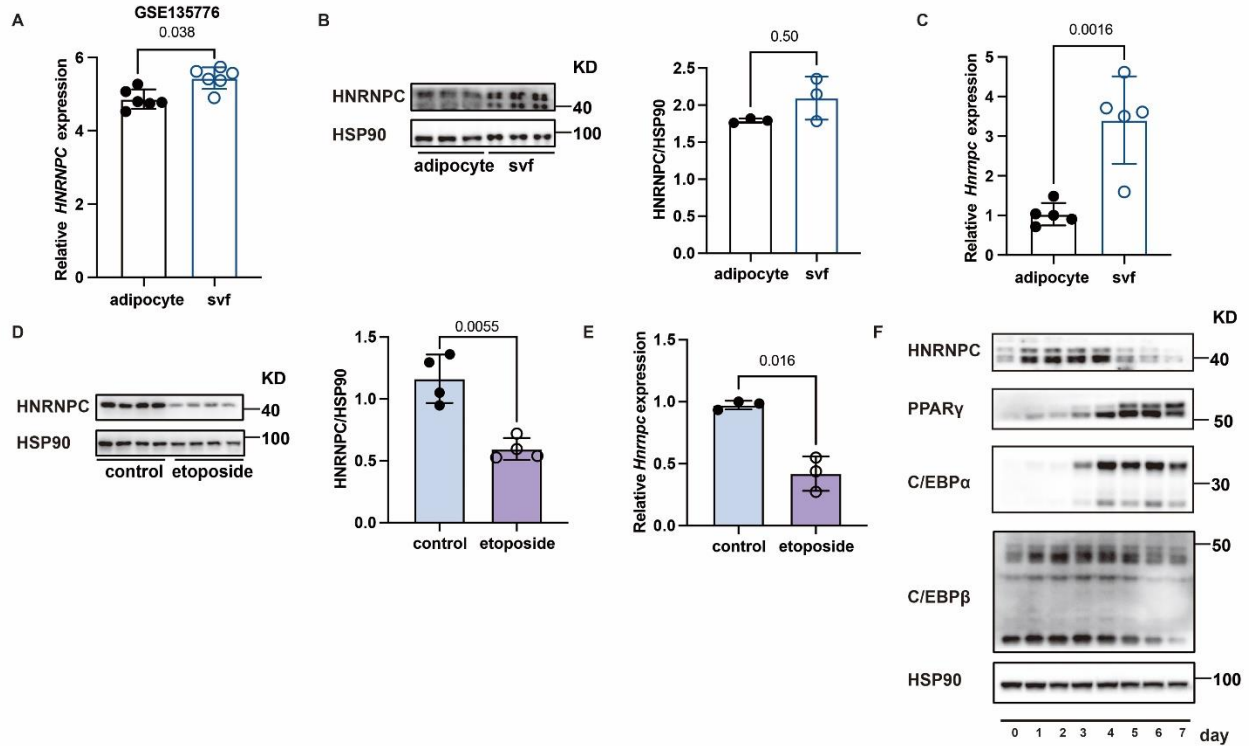 A
GSE135776
0.038
Relative HNRNPC expression
6
4
2
0
adipocyte svf
B
KD
HNRNPC
40
HSP90
100
adipocyte svf
0.50
HNRNPC/HSP90
2.5
2.0
1.5
1.0
0.5
0.0
adipocyte svf
C
0.0016
Relative Hnrnpc expression
5
4
3
2
1
0
adipocyte svf
D
KD
HNRNPC
40
HSP90
100
control etoposide
0.0055
HNRNPC/HSP90
1.5
1.0
0.5
0.0
control etoposide
E
0.016
Relative Hnrnpc expression
1.5
1.0
0.5
0.0
control etoposide
F
KD
HNRNPC
40
PPARγ
50
C/EBPα
30
50
C/EBPβ
HSP90
100
0 1 2 3 4 5 6 7 day